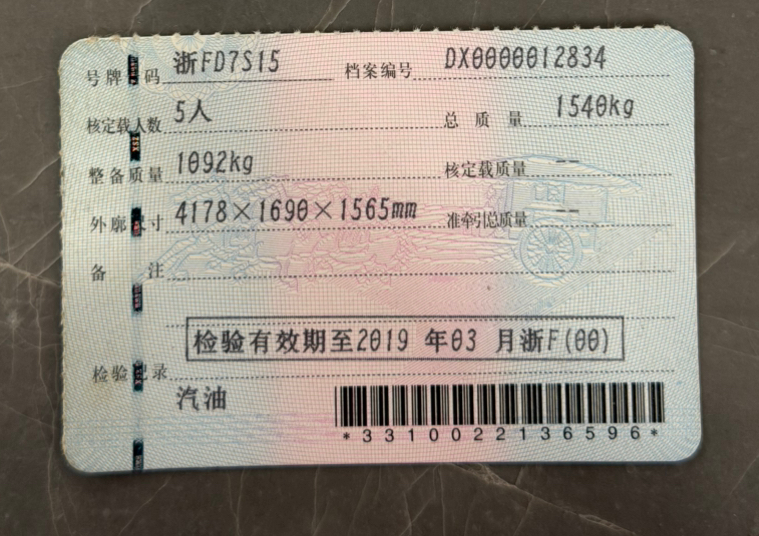 号牌号码 浙FD7S15 档案编号 DX0000012834
核定载人数 5人 总质量 1540kg
整备质量 1092kg 核定载质量 --
外廓尺寸 4178×1690×1565mm 准牵引总质量 --
备注
检验有效期至2019年03月浙F(00)
检验记录
汽油
*3310022136596*